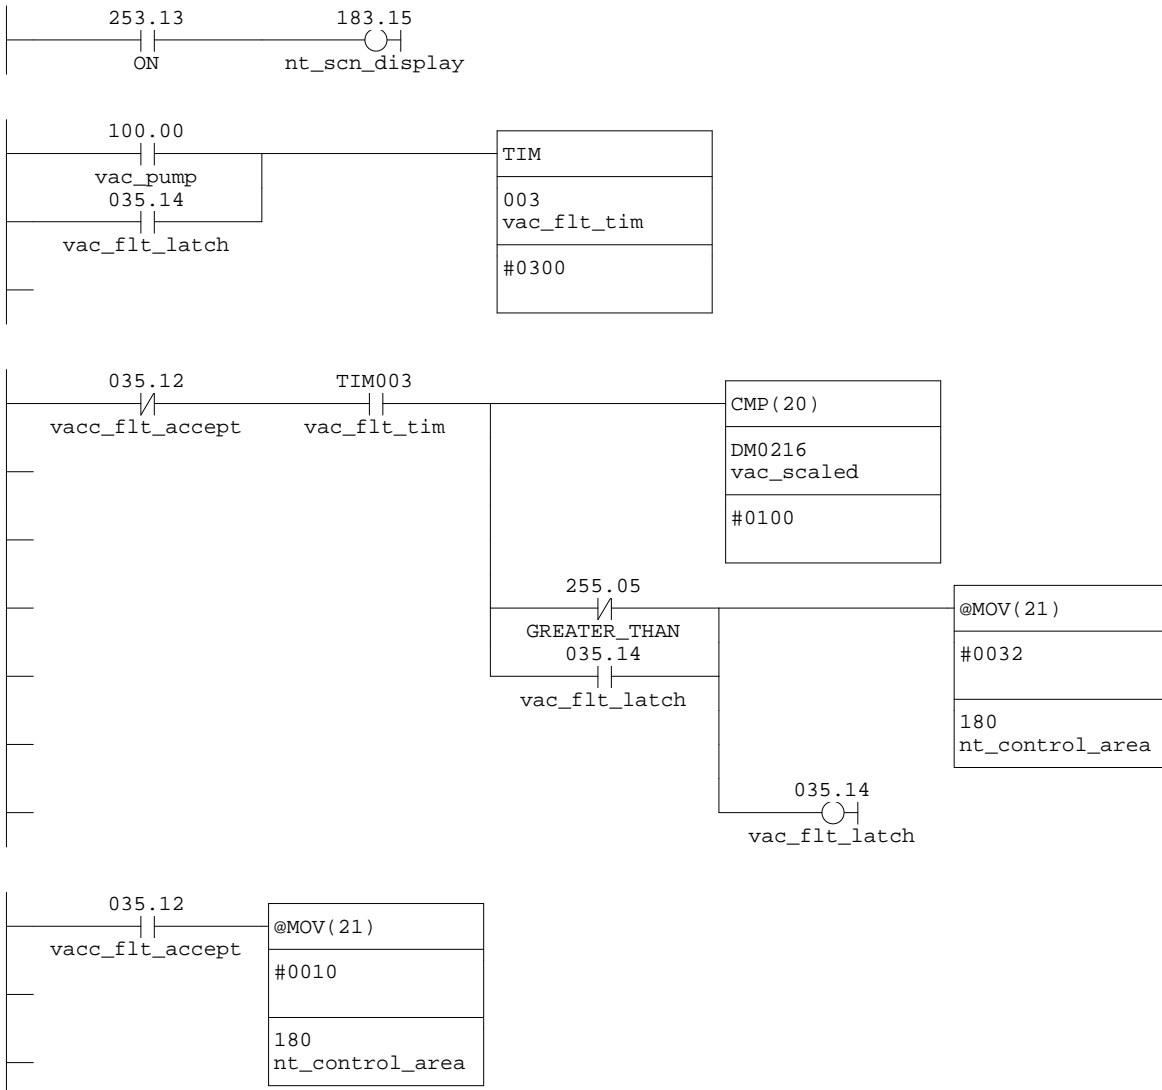 253.13 183.15
ON nt_scn_display
100.00
vac_pump
035.14
vac_flt_latch
TIM
003
vac_flt_tim
#0300
035.12 TIM003
vacc_flt_accept vac_flt_tim
CMP(20)
DM0216
vac_scaled
#0100
255.05
GREATER_THAN
035.14
vac_flt_latch
@MOV(21)
#0032
180
nt_control_area
035.14
vac_flt_latch
035.12
vacc_flt_accept
@MOV(21)
#0010
180
nt_control_area